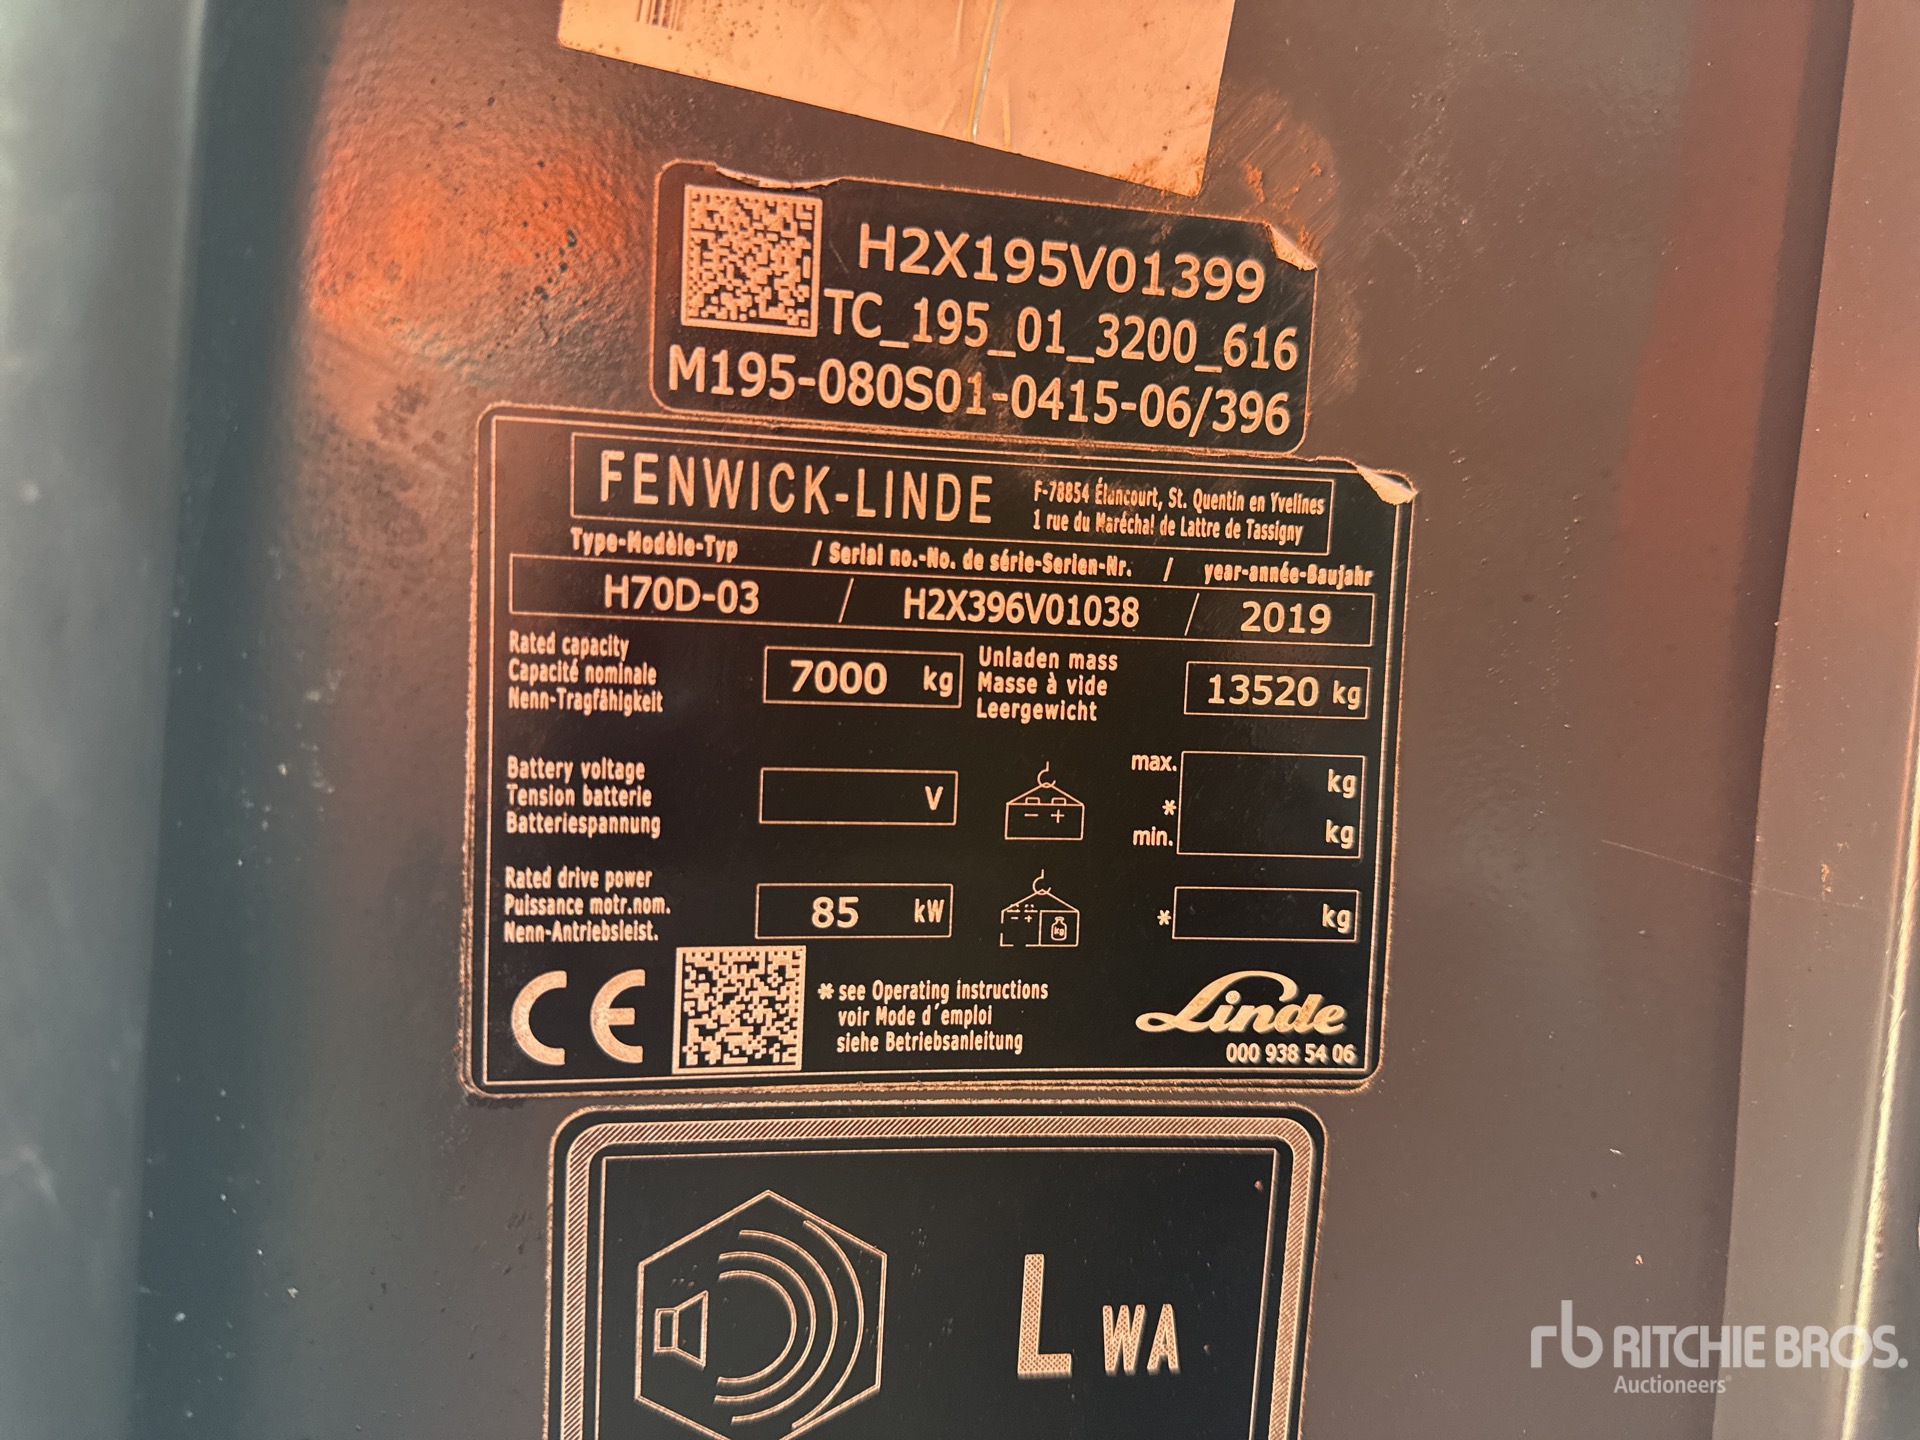 H2X195V01399
TC_195_01_3200_616
M195-080S01-0415-06/396
FENWICK-LINDE
F-78854 Élancourt, St. Quentin en Yvelines
1 rue du Maréchal de Lattre de Tassigny
Type-Modèle-Typ / Serial no.-No. de série-Serien-Nr. / year-année-Baujahr
H70D-03 / H2X396V01038 / 2019
Rated capacity
Capacité nominale
Nenn-Tragfähigkeit
7000 kg
Unladen mass
Masse à vide
Leergewicht
13520 kg
Battery voltage
Tension batterie
Batteriespannung
V
- +
max. kg
*
min. kg
Rated drive power
Puissance motr.nom.
Nenn-Antriebsleist.
85 kW
- +
kg
* kg
CE
* see Operating instructions
voir Mode d´emploi
siehe Betriebsanleitung
Linde
000 938 54 06
LWA
rb RITCHIE BROS.
Auctioneers